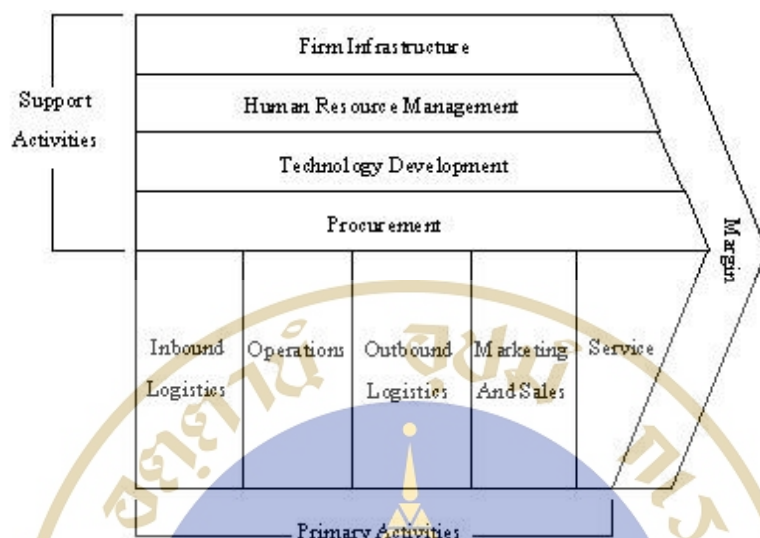 Firm Infrastructure
Support
Activities
Human Resource Management
Technology Development
Procurement
Margin
Inbound
Logistics
Operations
Outbound
Logistics
Marketing
And Sales
Service
Primary Activities